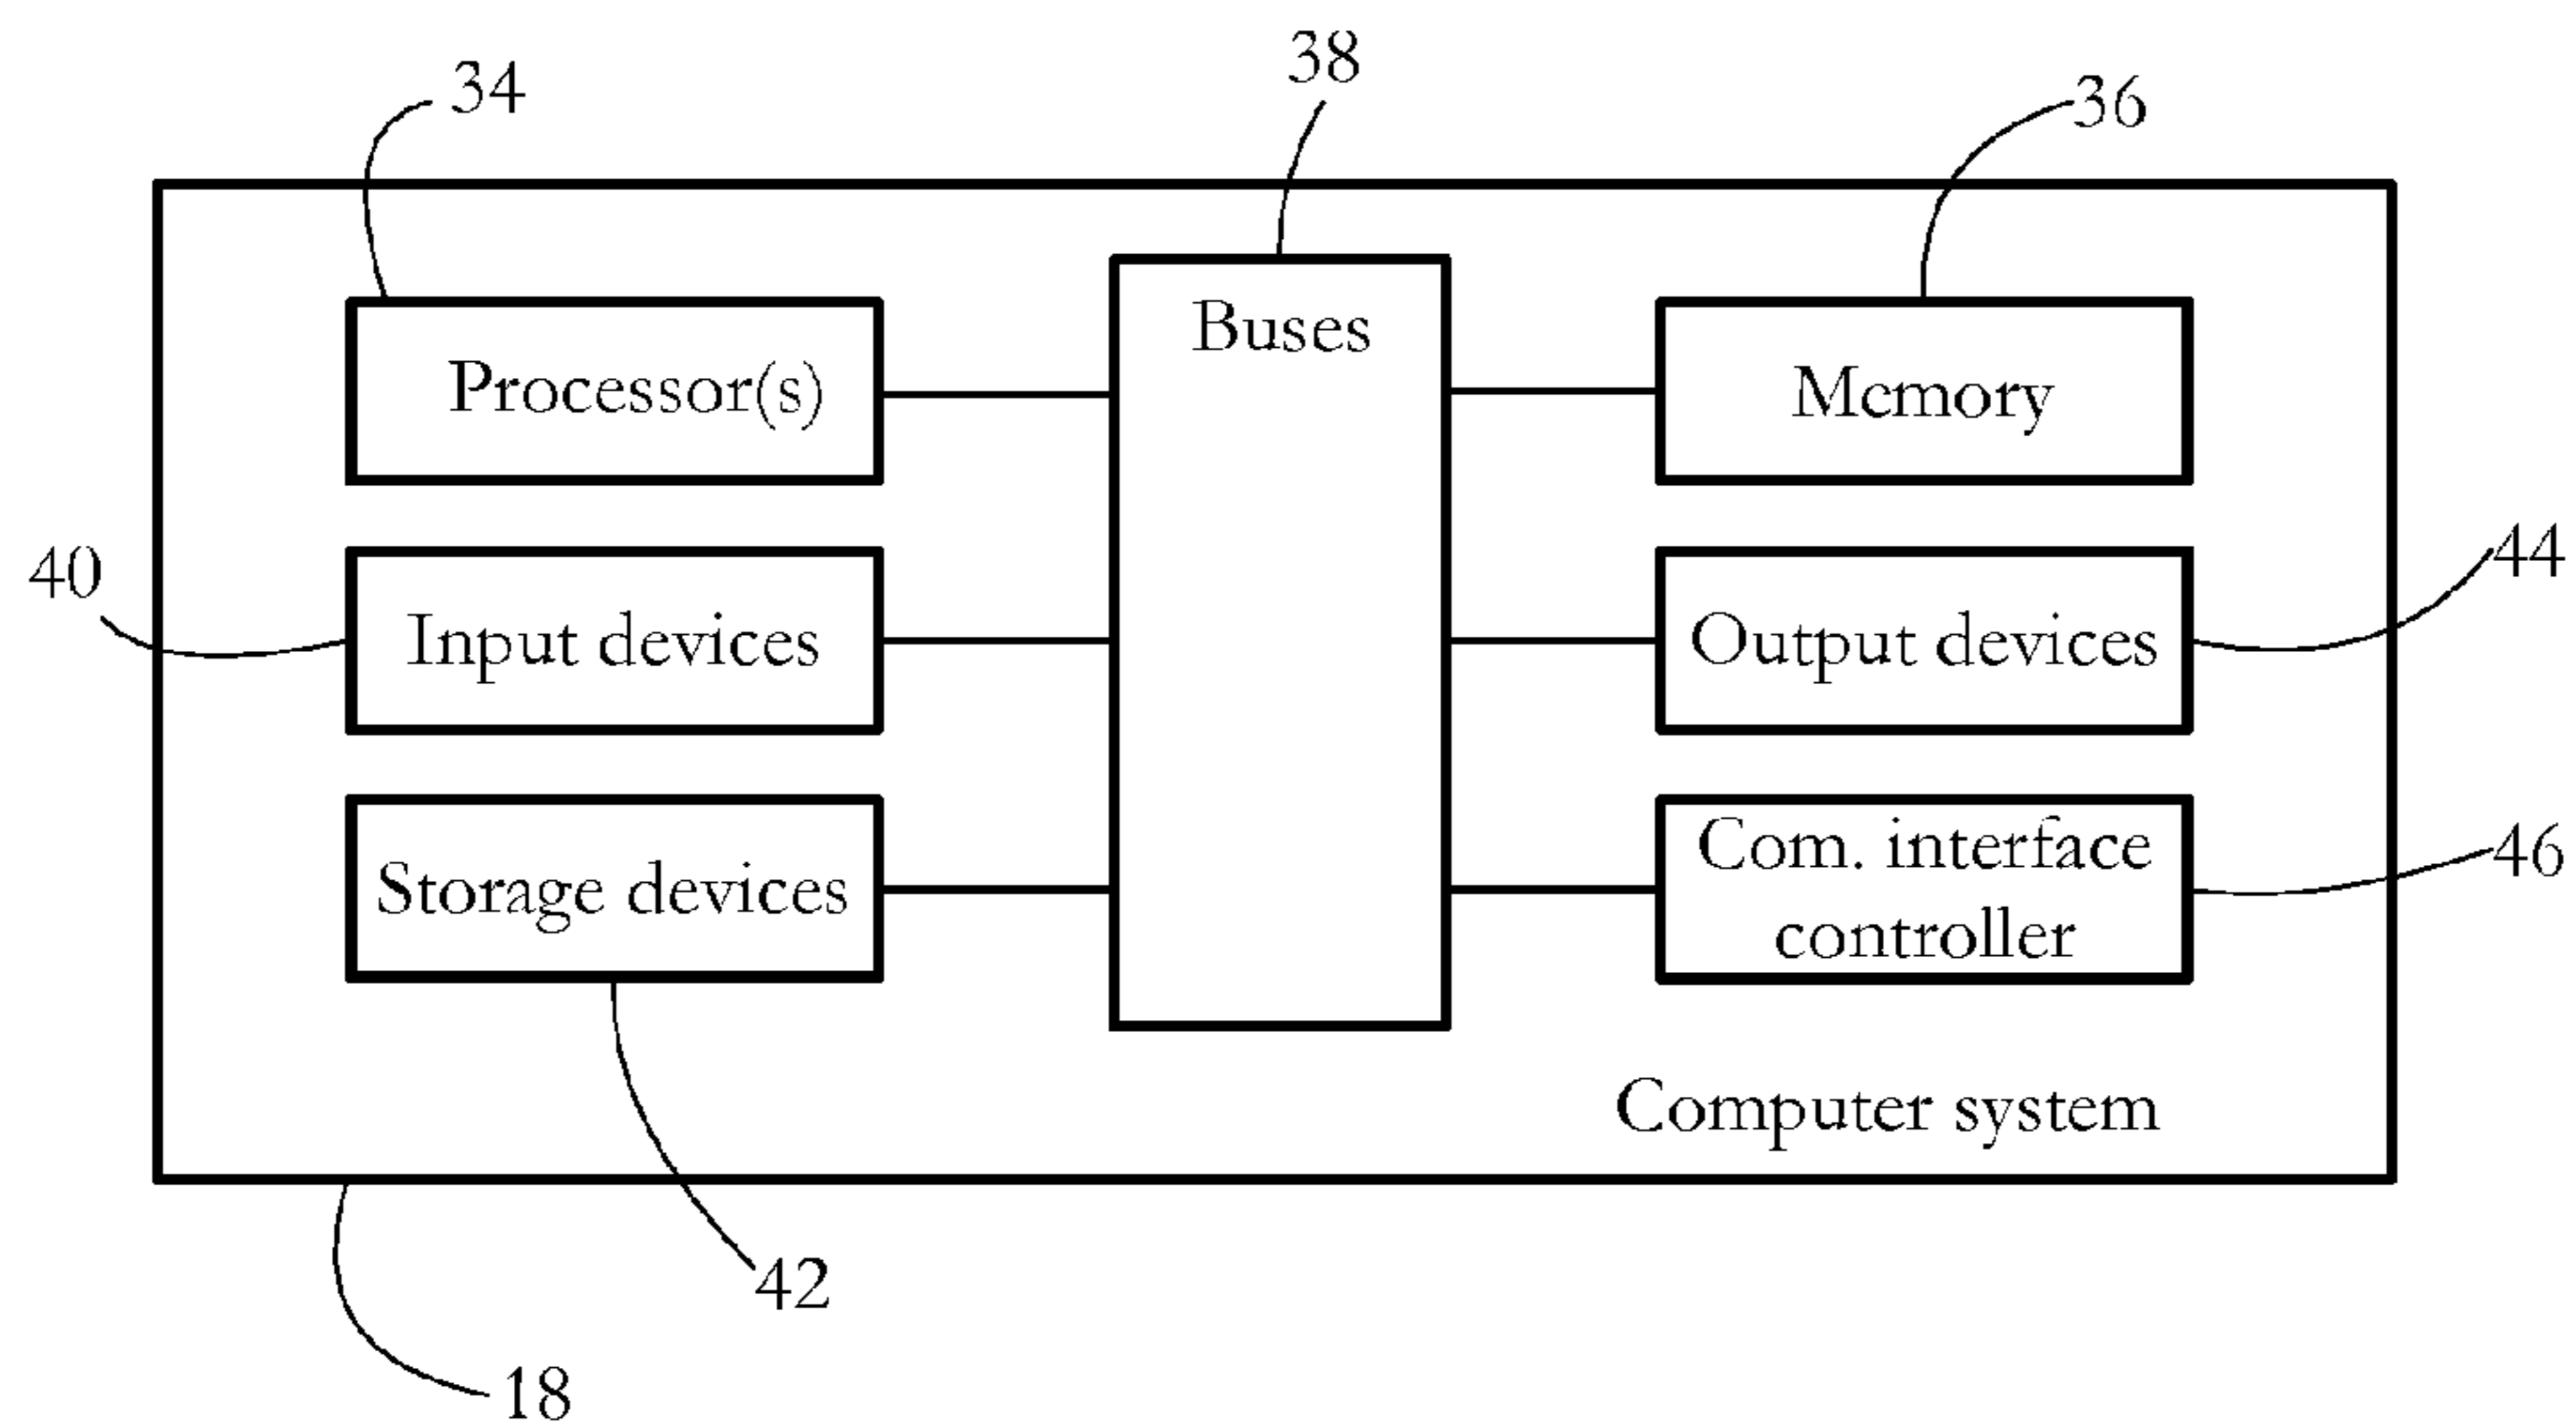 38
34
36
Buses
Processor(s)
Memory
40
44
Input devices
Output devices
Com. interface
46
Storage devices
controller
Computer system
42
18